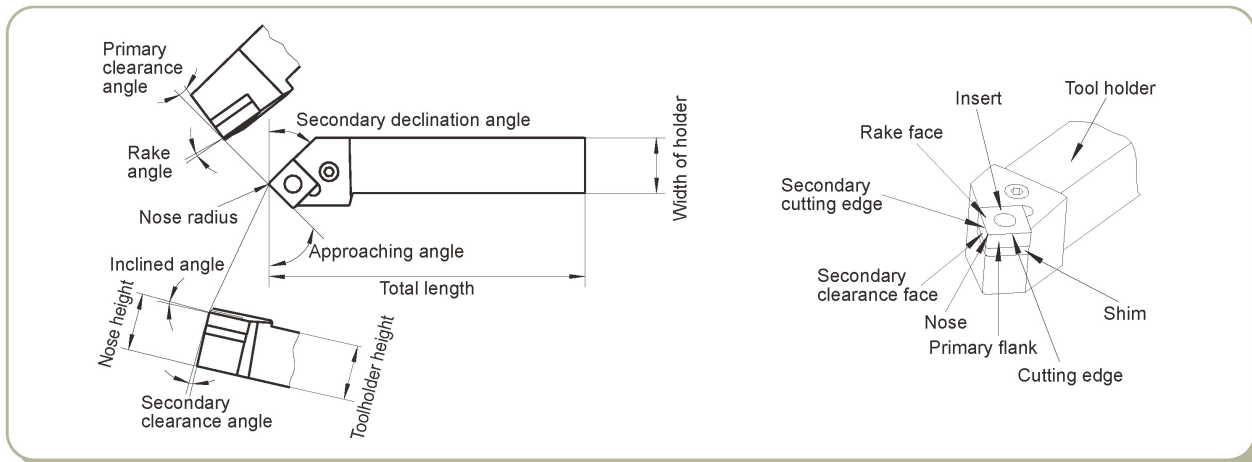 Primary
clearance
angle
Rake
angle
Secondary declination angle
Nose radius
Approaching angle
Total length
Width of holder
Inclined angle
Nose height
Secondary
clearance angle
Toolholder height
Tool holder
Insert
Rake face
Secondary
cutting edge
Secondary
clearance face
Nose
Primary flank
Cutting edge
Shim